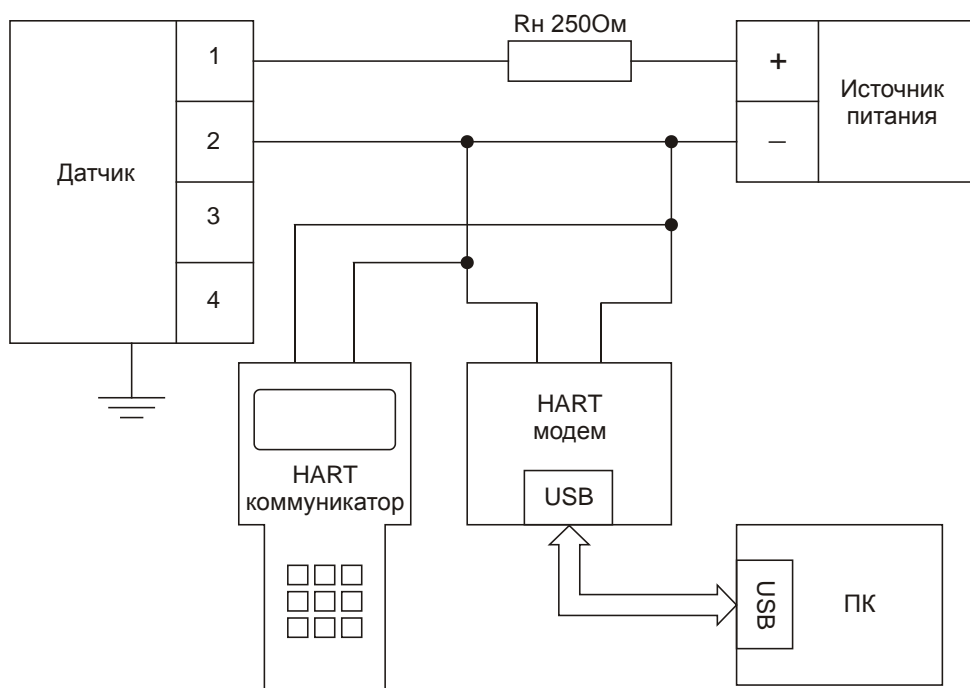 Rн 250Ом
1
2
3
4
Датчик
+
–
Источник
питания
HART
коммуникатор
HART
модем
USB
USB
ПК